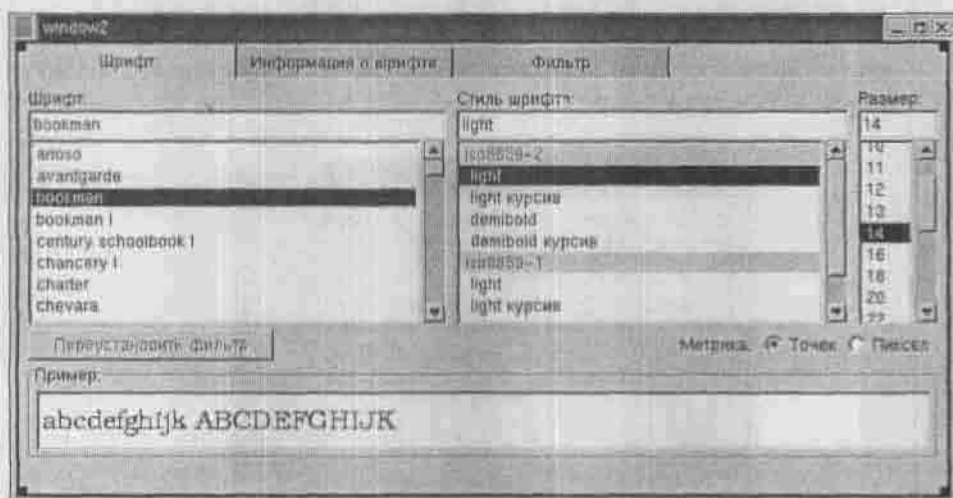 window2
Шрифт Информация о шрифте Фильтр
Шрифт: Стиль шрифта: Размер:
bookman light 14
arioso iso8859-2 10
avantgarde light 11
bookman light курсив 12
bookman l demibold 13
century schoolbook l demibold курсив 14
chancery l iso8859-1 16
charter light 18
chevara light курсив 20
22
Переустановить фильтр Метрика: Точек Пиксел
Пример:
abcdefghijk ABCDEFGHIJK